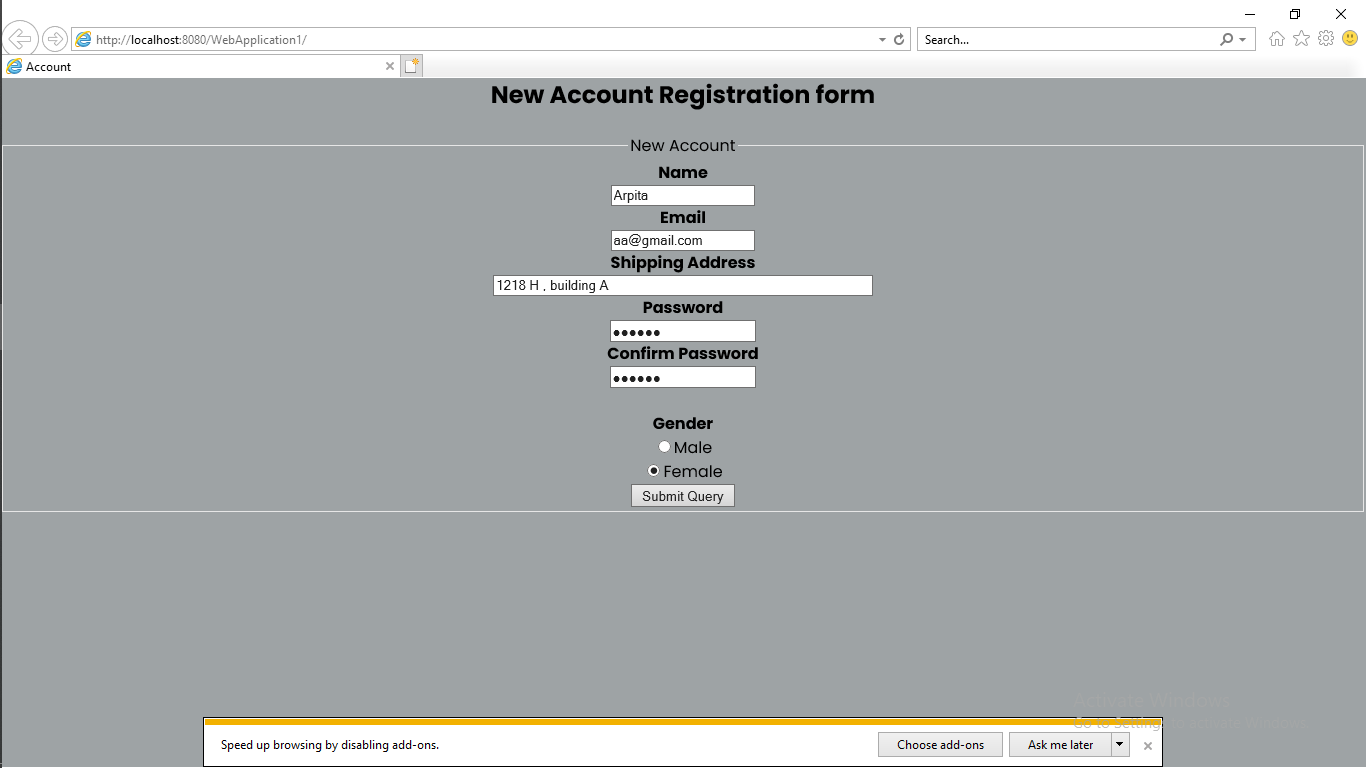 http://localhost:8080/WebApplication1/
Search...
Account
New Account Registration form
New Account
Name
Arpita
Email
aa@gmail.com
Shipping Address
1218 H , building A
Password
●●●●●●
Confirm Password
●●●●●●
Gender
Male
Female
Submit Query
Activate Windows
Go to Settings to activate Windows.
Speed up browsing by disabling add-ons.
Choose add-ons
Ask me later